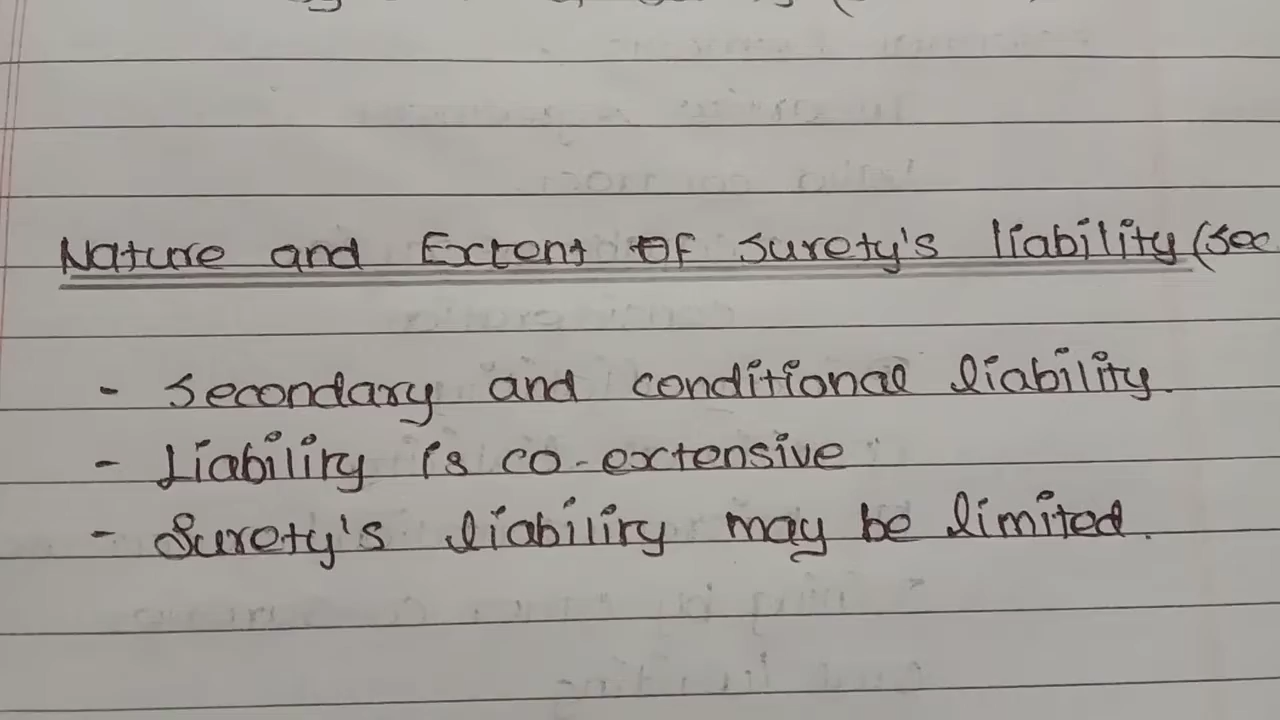 Nature and Extent OF surety's liability (Sec
- Secondary and conditional liability.
- Liability is co-extensive
- Surety's liability may be limited.